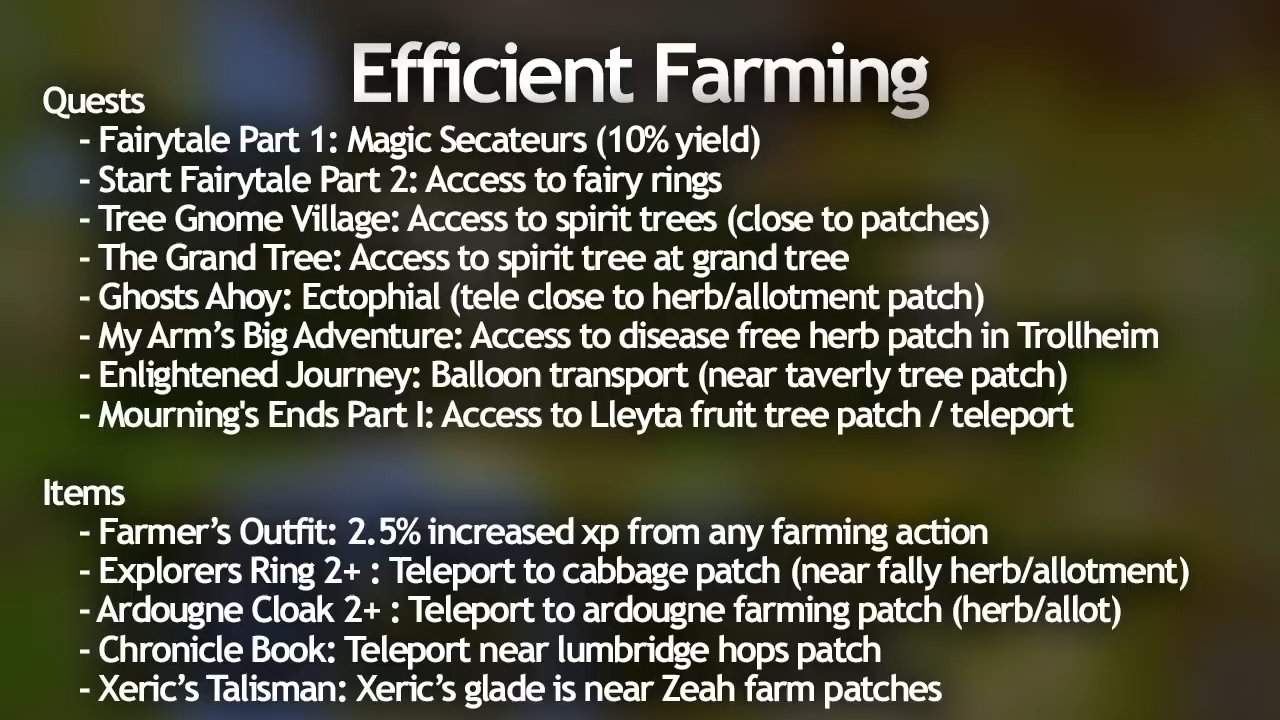 Efficient Farming
Quests
- Fairytale Part 1: Magic Secateurs (10% yield)
- Start Fairytale Part 2: Access to fairy rings
- Tree Gnome Village: Access to spirit trees (close to patches)
- The Grand Tree: Access to spirit tree at grand tree
- Ghosts Ahoy: Ectophial (tele close to herb/allotment patch)
- My Arm’s Big Adventure: Access to disease free herb patch in Trollheim
- Enlightened Journey: Balloon transport (near taverly tree patch)
- Mourning's Ends Part I: Access to Lleyta fruit tree patch / teleport
Items
- Farmer’s Outfit: 2.5% increased xp from any farming action
- Explorers Ring 2+ : Teleport to cabbage patch (near fally herb/allotment)
- Ardougne Cloak 2+ : Teleport to ardougne farming patch (herb/allot)
- Chronicle Book: Teleport near lumbridge hops patch
- Xeric’s Talisman: Xeric’s glade is near Zeah farm patches